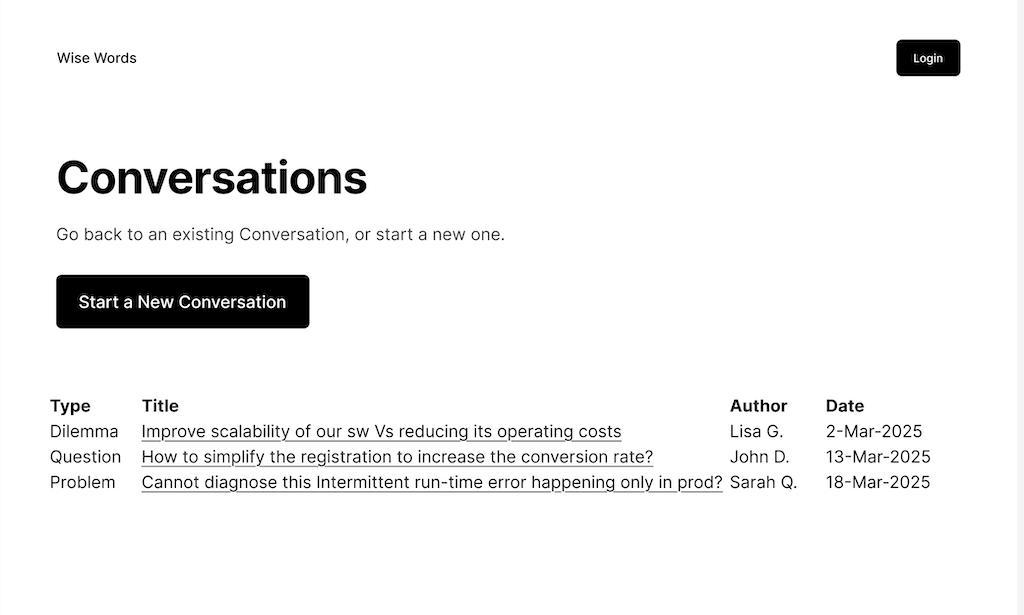 Wise Words
Login
Conversations
Go back to an existing Conversation, or start a new one.
Start a New Conversation
Type Title Author Date
Dilemma Improve scalability of our sw Vs reducing its operating costs Lisa G. 2-Mar-2025
Question How to simplify the registration to increase the conversion rate? John D. 13-Mar-2025
Problem Cannot diagnose this Intermittent run-time error happening only in prod? Sarah Q. 18-Mar-2025